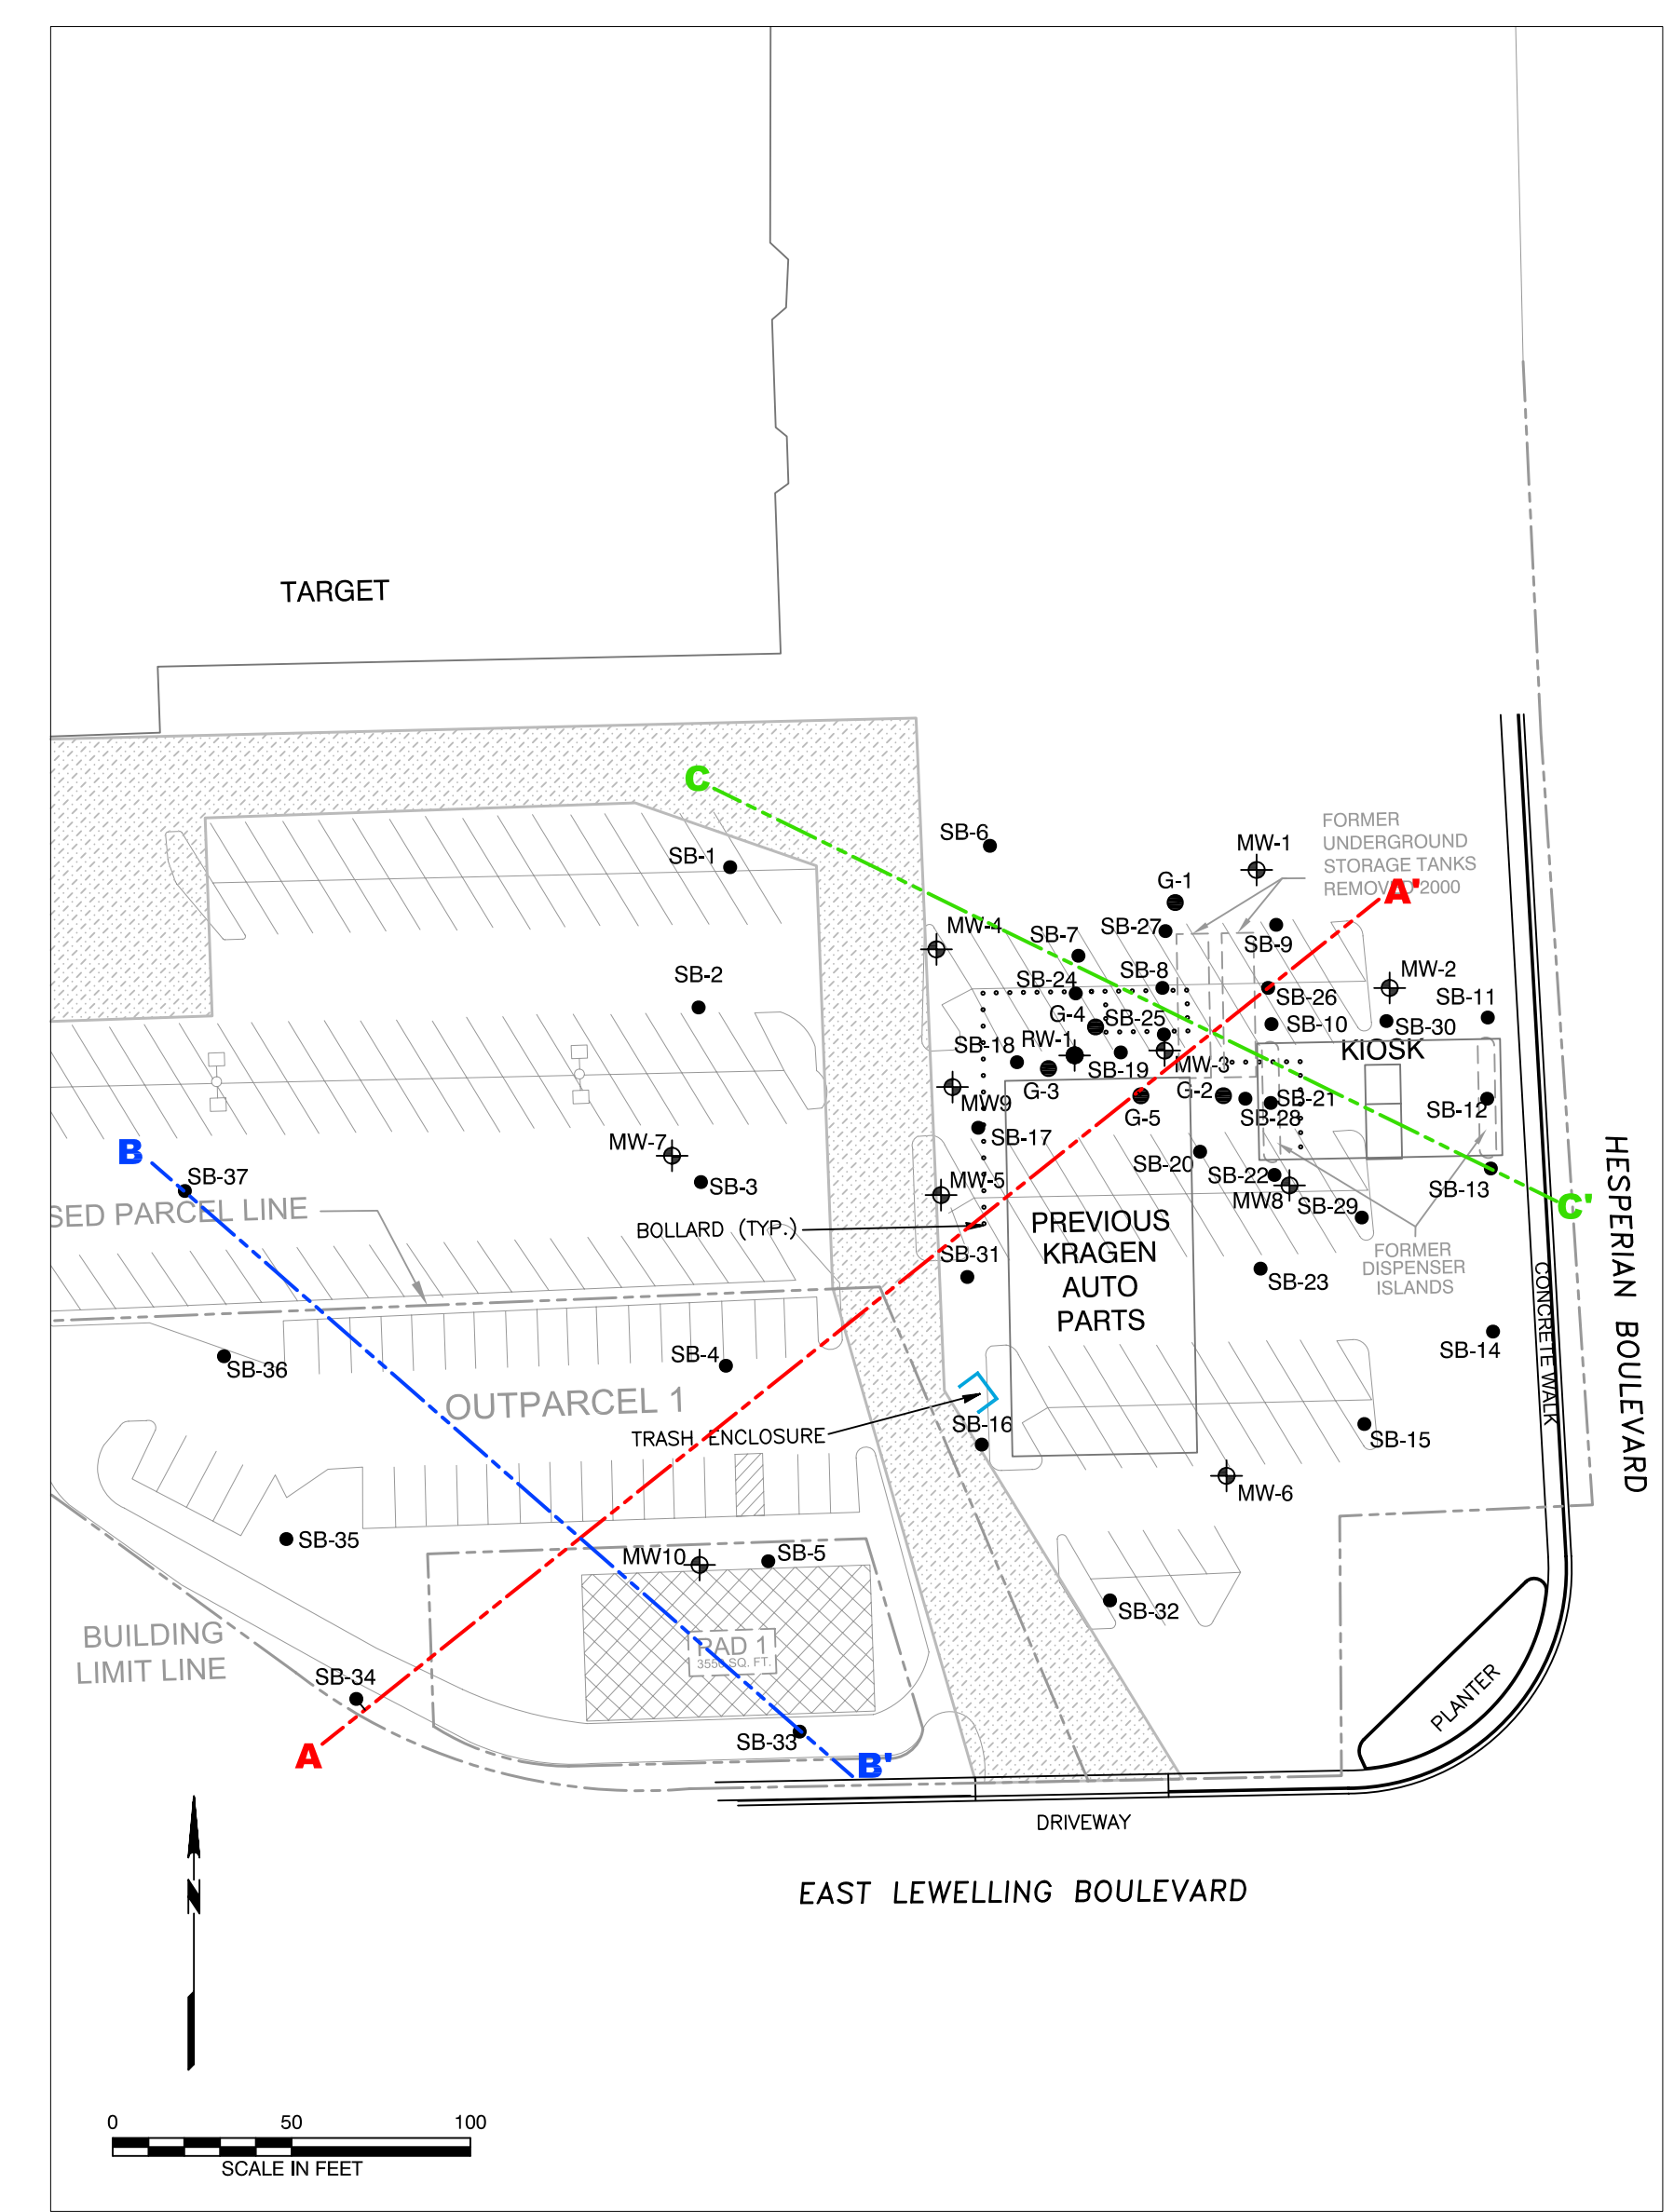 TARGET
C
SB-6
MW-1
FORMER
UNDERGROUND
STORAGE TANKS
REMOVED 2000
SB-1
G-1
A'
MW-4
SB-7
SB-27
SB-9
SB-2
SB-24
SB-8
MW-2
SB-26
SB-11
G-4
SB-25
SB-10
SB-30
SB-18
RW-1
KIOSK
SB-19
MW-3
G-3
MW9
G-5
G-2
SB-21
SB-28
SB-12
B
MW-7
SB-17
SB-37
SB-3
MW-5
SB-20
SB-22
MW8
SB-29
SB-13
C'
SED PARCEL LINE
BOLLARD (TYP.)
PREVIOUS
KRAGEN
AUTO
PARTS
SB-31
FORMER
DISPENSER
ISLANDS
SB-23
HESPERIAN BOULEVARD
CONCRETE WALK
SB-36
SB-4
SB-14
OUTPARCEL 1
TRASH ENCLOSURE
SB-16
SB-15
MW-6
SB-35
MW10
SB-5
SB-32
BUILDING
LIMIT LINE
PAD 1
3550 SQ. FT.
SB-34
PLANTER
SB-33
A
B'
DRIVEWAY
EAST LEWELLING BOULEVARD
N
0 50 100
SCALE IN FEET